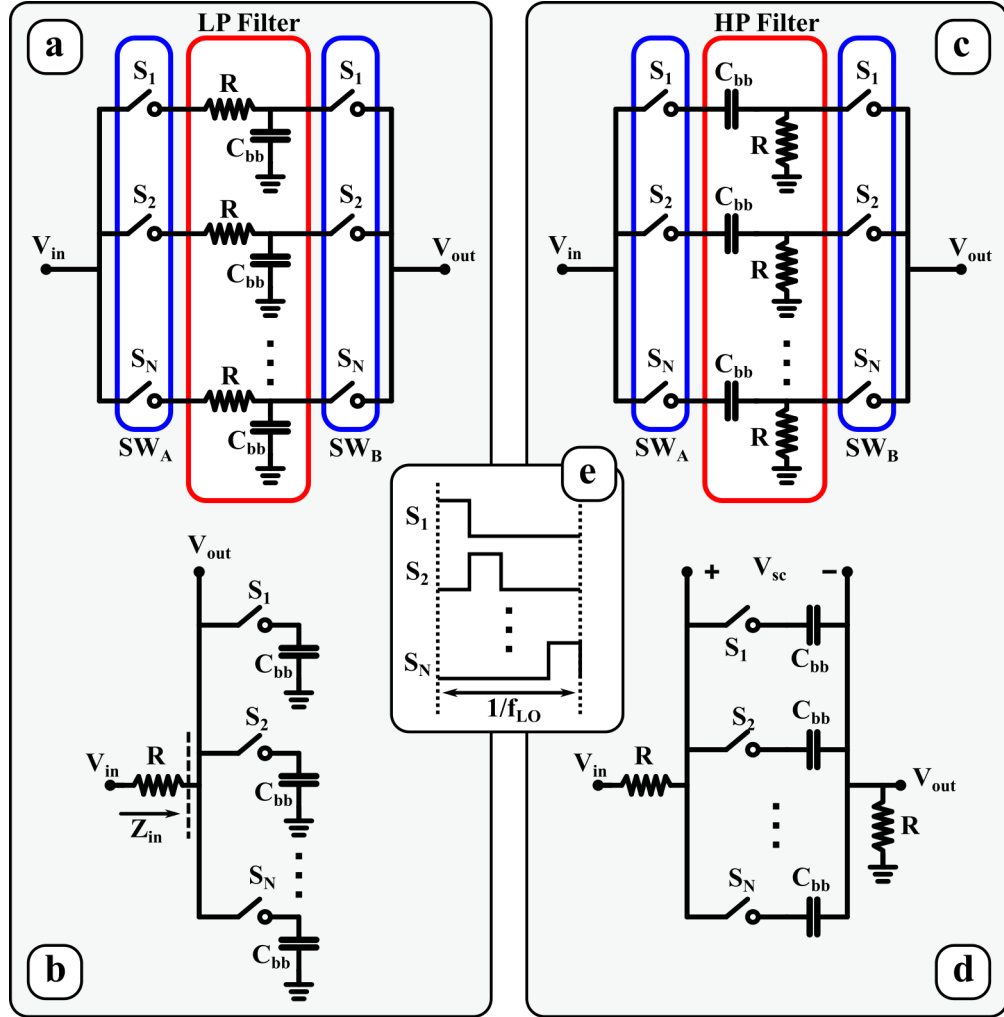 a
LP Filter
S1
R
S1
Cbb
S2
R
S2
Vin
Cbb
Vout
SN
R
SN
Cbb
SWA
SWB
c
HP Filter
S1
Cbb
S1
R
S2
Cbb
S2
Vin
R
Vout
SN
Cbb
SN
R
SWA
SWB
e
S1
S2
SN
1/fLO
Vout
S1
Cbb
S2
R
Vin
Cbb
Zin
SN
Cbb
b
+ Vsc −
S1
Cbb
S2
Cbb
R
Vin
Vout
R
SN
Cbb
d